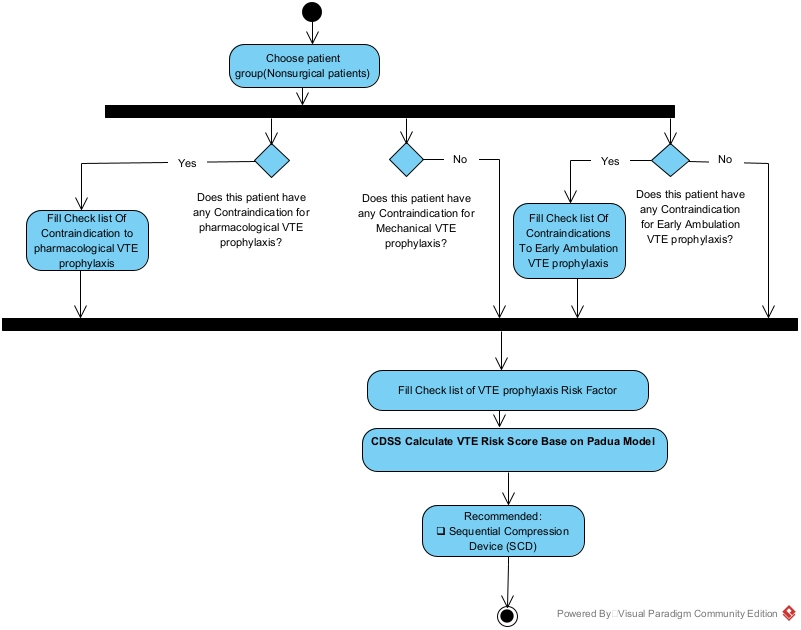 Choose patient
group(Nonsurgical patients)
Yes
No
Yes
No
Does this patient have
any Contraindication for
pharmacological VTE
prophylaxis?
Does this patient have
any Contraindication for
Mechanical VTE
prophylaxis?
Does this patient have
any Contraindication
for Early Ambulation
VTE prophylaxis?
Fill Check list Of
Contraindication to
pharmacological VTE
prophylaxis
Fill Check list Of
Contraindications
To Early Ambulation
VTE prophylaxis
Fill Check list of VTE prophylaxis Risk Factor
CDSS Calculate VTE Risk Score Base on Padua Model
Recommended:
❑ Sequential Compression
Device (SCD)
Powered By Visual Paradigm Community Edition